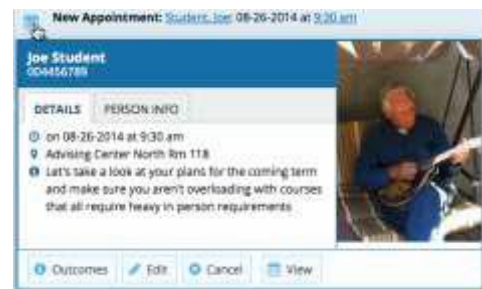 New Appointment: Student, Joe 08-26-2014 at 9:30 am
Joe Student
004456789
DETAILS PERSON INFO
on 08-26-2014 at 9:30 am
Advising Center North Rm 118
Let's take a look at your plans for the coming term
and make sure you aren't overloading with courses
that all require heavy in person requirements
Outcomes Edit Cancel View